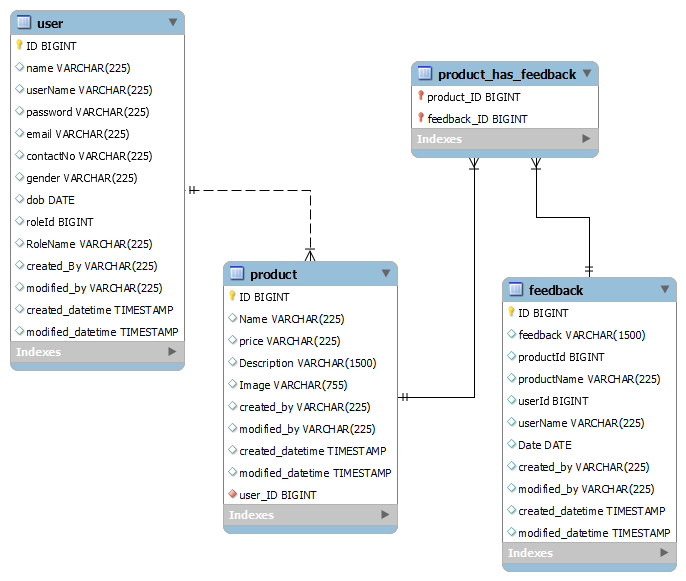 user
ID BIGINT
name VARCHAR(225)
userName VARCHAR(225)
password VARCHAR(225)
email VARCHAR(225)
contactNo VARCHAR(225)
gender VARCHAR(225)
dob DATE
roleId BIGINT
RoleName VARCHAR(225)
created_By VARCHAR(225)
modified_by VARCHAR(225)
created_datetime TIMESTAMP
modified_datetime TIMESTAMP
Indexes
product_has_feedback
product_ID BIGINT
feedback_ID BIGINT
Indexes
product
ID BIGINT
Name VARCHAR(225)
price VARCHAR(225)
Description VARCHAR(1500)
Image VARCHAR(755)
created_by VARCHAR(225)
modified_by VARCHAR(225)
created_datetime TIMESTAMP
modified_datetime TIMESTAMP
user_ID BIGINT
Indexes
feedback
ID BIGINT
feedback VARCHAR(1500)
productId BIGINT
productName VARCHAR(225)
userId BIGINT
userName VARCHAR(225)
Date DATE
created_by VARCHAR(225)
modified_by VARCHAR(225)
created_datetime TIMESTAMP
modified_datetime TIMESTAMP
Indexes